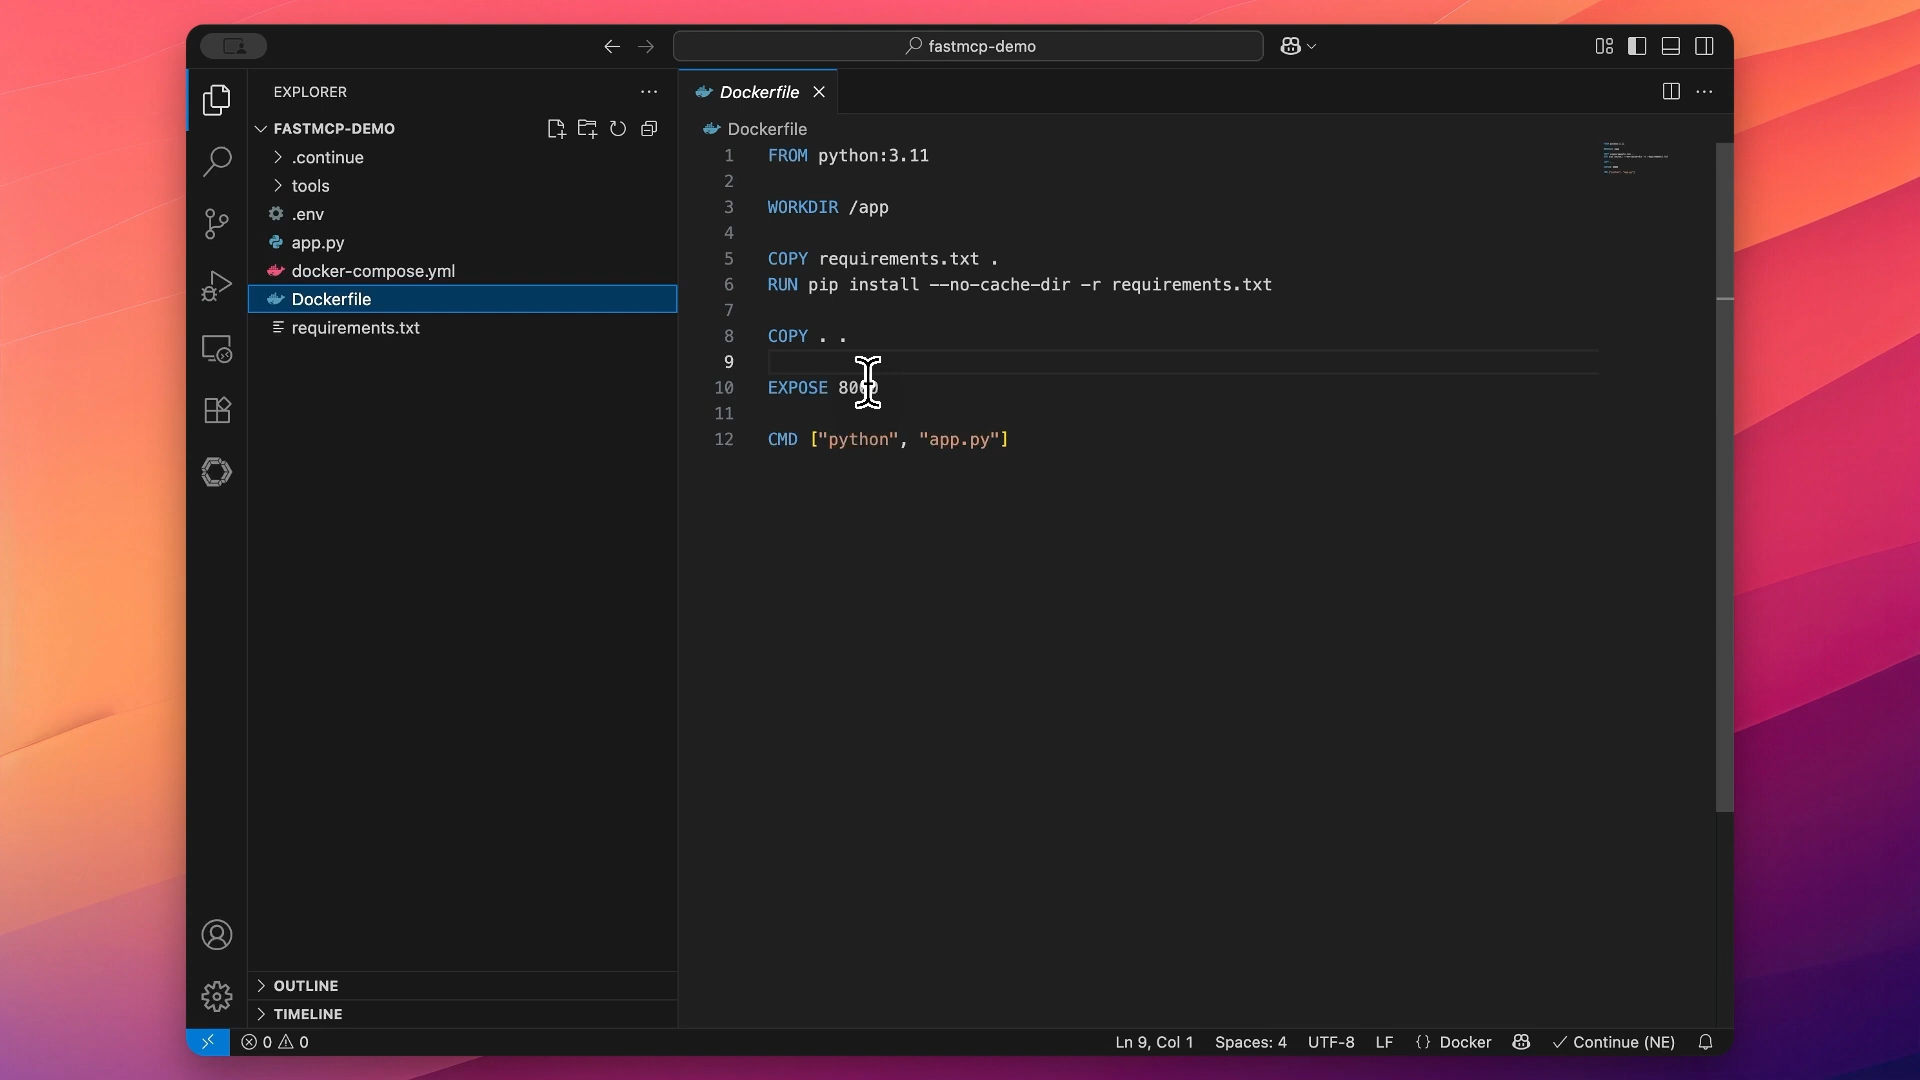 fastmcp-demo
EXPLORER
FASTMCP-DEMO
.continue
tools
.env
app.py
docker-compose.yml
Dockerfile
requirements.txt
OUTLINE
TIMELINE
Dockerfile
Dockerfile
1 FROM python:3.11
2
3 WORKDIR /app
4
5 COPY requirements.txt .
6 RUN pip install --no-cache-dir -r requirements.txt
7
8 COPY . .
9
10 EXPOSE 8000
11
12 CMD ["python", "app.py"]
0 0 Ln 9, Col 1 Spaces: 4 UTF-8 LF {} Docker Continue (NE)